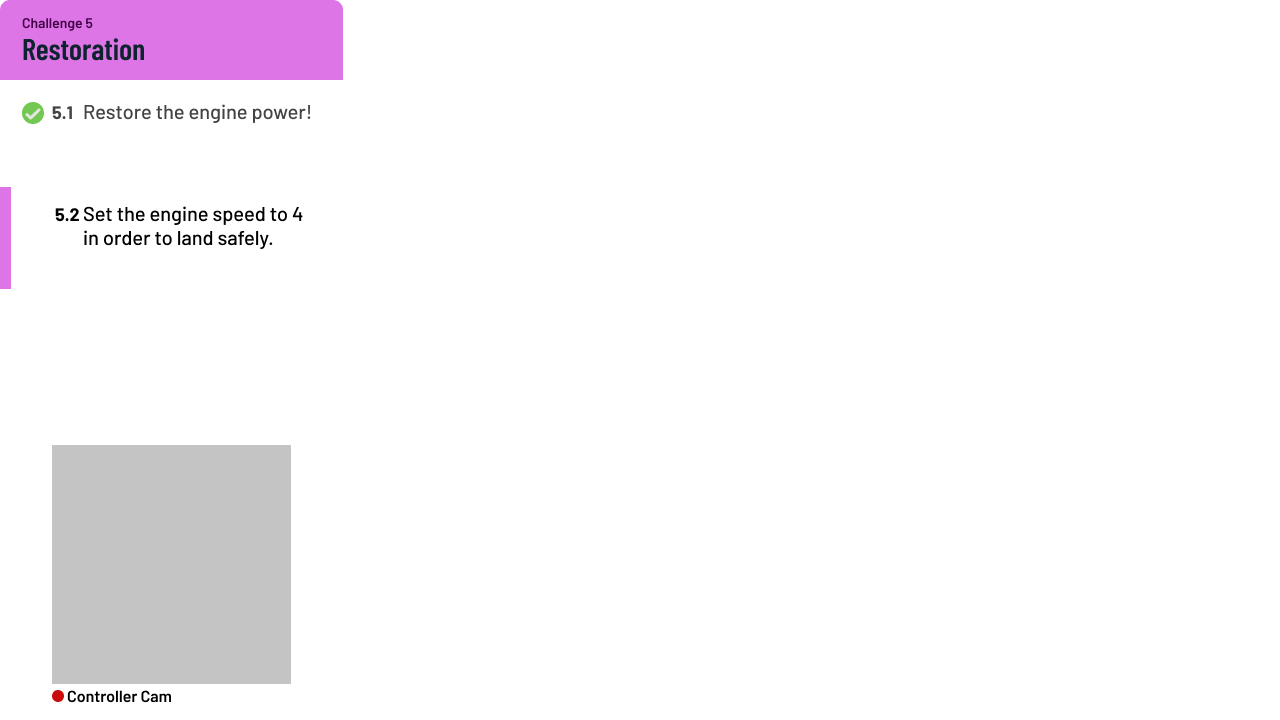 Challenge 5
Restoration
5.1 Restore the engine power!
5.2 Set the engine speed to 4
in order to land safely.
Controller Cam